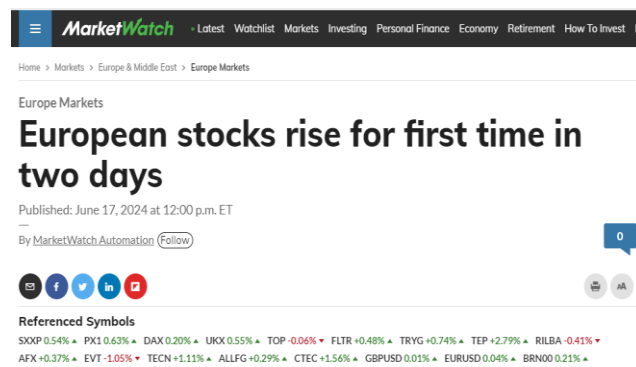 MarketWatch • Latest Watchlist Markets Investing Personal Finance Economy Retirement How To Invest
Home > Markets > Europe & Middle East > Europe Markets
Europe Markets
European stocks rise for first time in
two days
Published: June 17, 2024 at 12:00 p.m. ET
By MarketWatch Automation Follow
0
AA
Referenced Symbols
SXXP 0.54% ▲ PX1 0.63% ▲ DAX 0.20% ▲ UKX 0.55% ▲ TOP -0.06% ▼ FLTR +0.48% ▲ TRYG +0.74% ▲ TEP +2.79% ▲ RILBA -0.41% ▼
AFX +0.37% ▲ EVT -1.05% ▼ TECN +1.11% ▲ ALLFG +0.29% ▲ CTEC +1.56% ▲ GBPUSD 0.01% ▲ EURUSD 0.04% ▲ BRN00 0.21% ▲